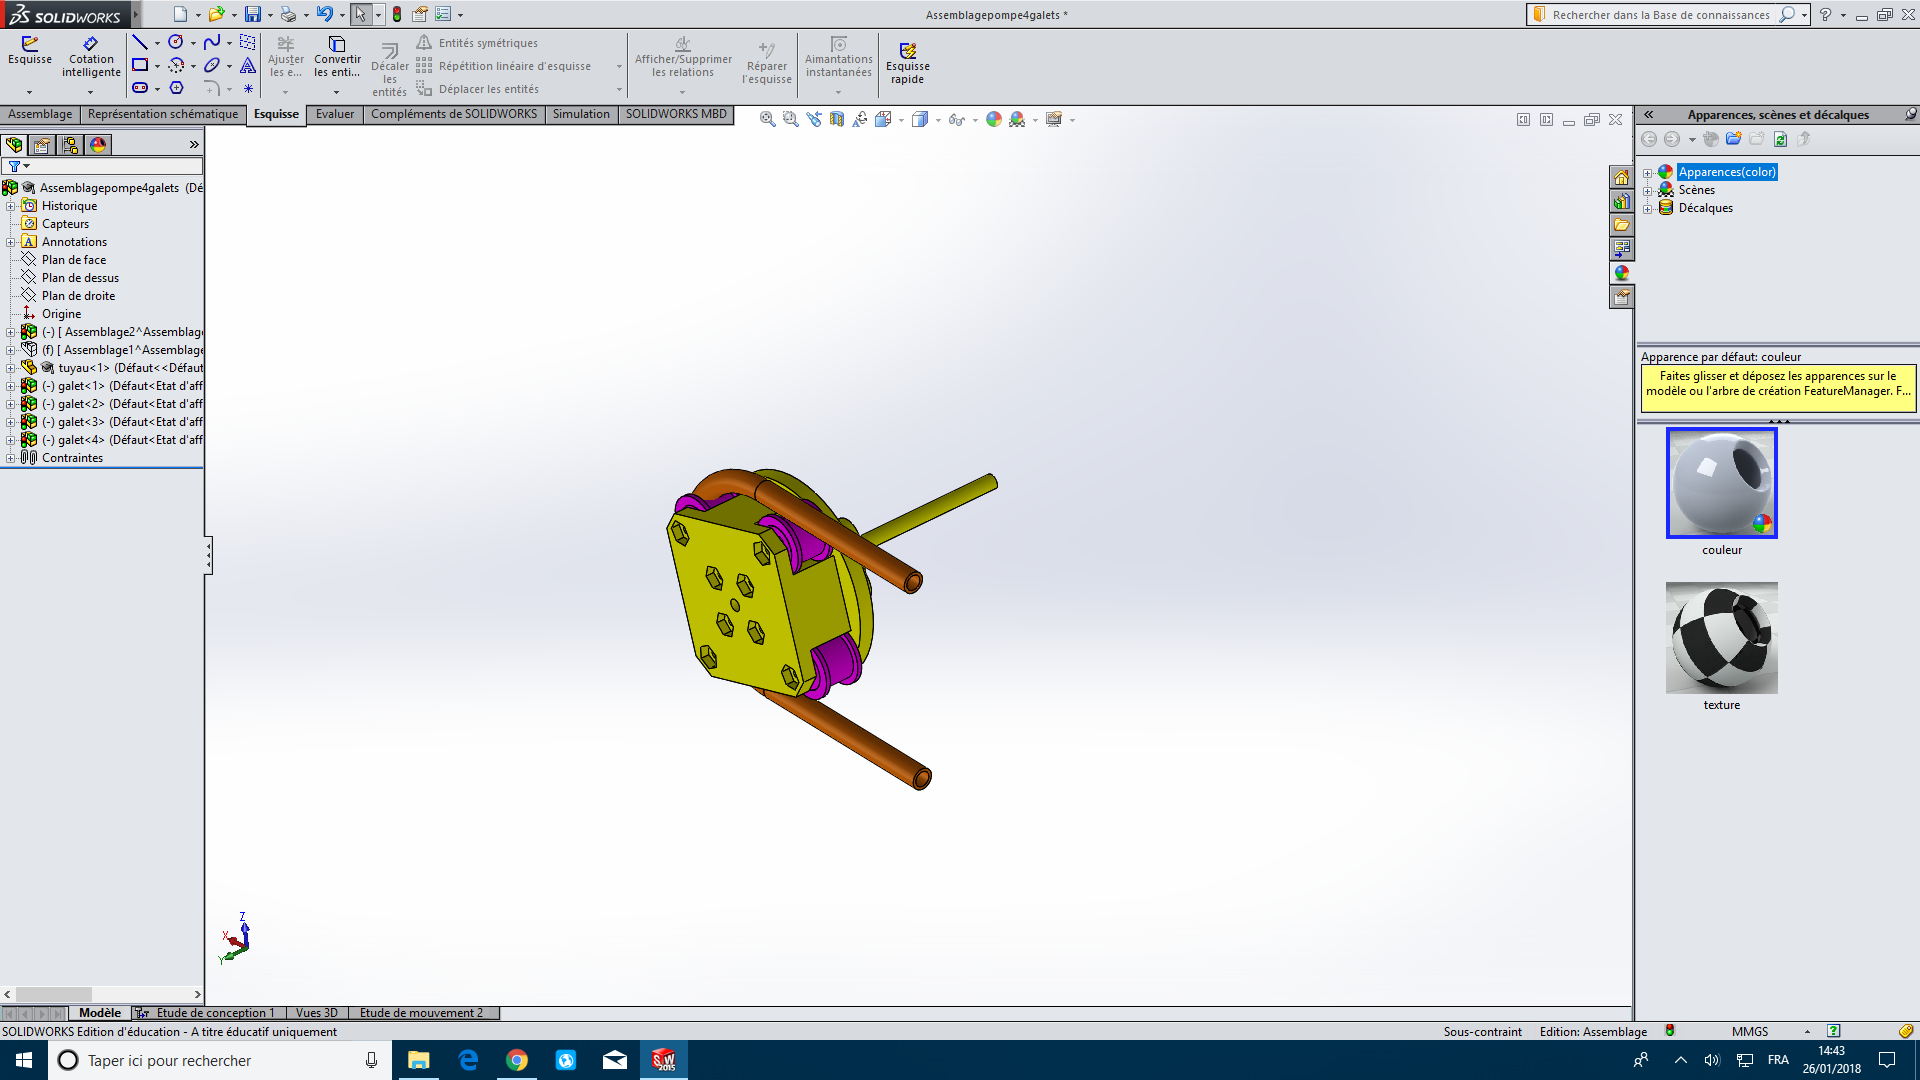 SOLIDWORKS
Assemblagepompe4galets *
Rechercher dans la Base de connaissances
Esquisse
Cotation
intelligente
Ajuster
les e...
Convertir
les enti...
Décaler
les
entités
Entités symétriques
Répétition linéaire d'esquisse
Déplacer les entités
Afficher/Supprimer
les relations
Réparer
l'esquisse
Aimantations
instantanées
Esquisse
rapide
Assemblage
Représentation schématique
Esquisse
Evaluer
Compléments de SOLIDWORKS
Simulation
SOLIDWORKS MBD
Assemblagepompe4galets (Dé
Historique
Capteurs
Annotations
Plan de face
Plan de dessus
Plan de droite
Origine
(-) [ Assemblage2^Assemblage
(f) [ Assemblage1^Assemblage
tuyau<1> (Défaut<<Défaut
(-) galet<1> (Défaut<Etat d'aff
(-) galet<2> (Défaut<Etat d'aff
(-) galet<3> (Défaut<Etat d'aff
(-) galet<4> (Défaut<Etat d'aff
Contraintes
Z
X
Y
Apparences, scènes et décalques
Apparences(color)
Scènes
Décalques
Apparence par défaut: couleur
Faites glisser et déposez les apparences sur le
modèle ou l'arbre de création FeatureManager. F...
couleur
texture
Modèle
Etude de conception 1
Vues 3D
Etude de mouvement 2
SOLIDWORKS Edition d'éducation - A titre éducatif uniquement
Sous-contraint
Edition: Assemblage
MMGS
Taper ici pour rechercher
SW
2015
FRA
14:43
26/01/2018